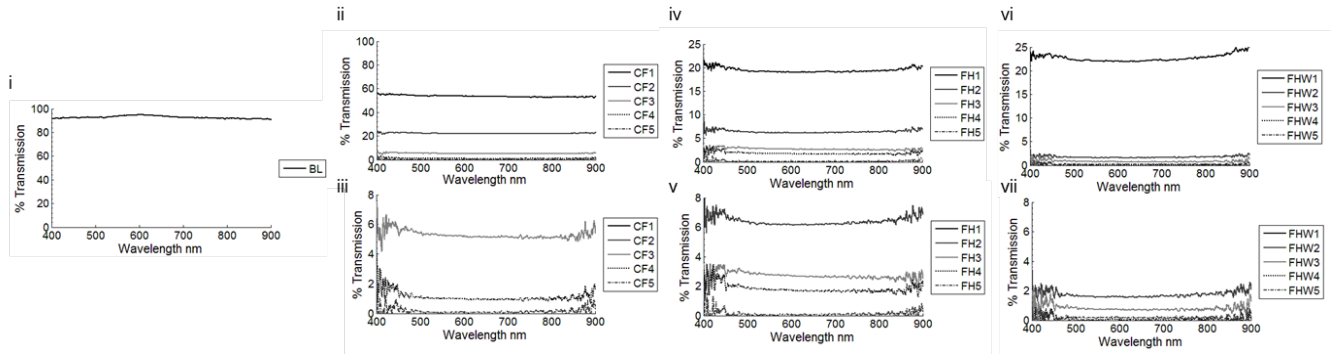 i
% Transmission
100
80
60
40
20
0
400 500 600 700 800 900
Wavelength nm
BL
ii
% Transmission
100
80
60
40
20
0
400 500 600 700 800 900
Wavelength nm
CF1
CF2
CF3
CF4
CF5
iii
% Transmission
8
6
4
2
0
400 500 600 700 800 900
Wavelength nm
CF1
CF2
CF3
CF4
CF5
iv
% Transmission
25
20
15
10
5
0
400 500 600 700 800 900
Wavelength nm
FH1
FH2
FH3
FH4
FH5
v
% Transmission
8
6
4
2
0
400 500 600 700 800 900
Wavelength nm
FH1
FH2
FH3
FH4
FH5
vi
% Transmission
25
20
15
10
5
0
400 500 600 700 800 900
Wavelength nm
FHW1
FHW2
FHW3
FHW4
FHW5
vii
% Transmission
8
6
4
2
400 500 600 700 800 900
Wavelength nm
FHW1
FHW2
FHW3
FHW4
FHW5